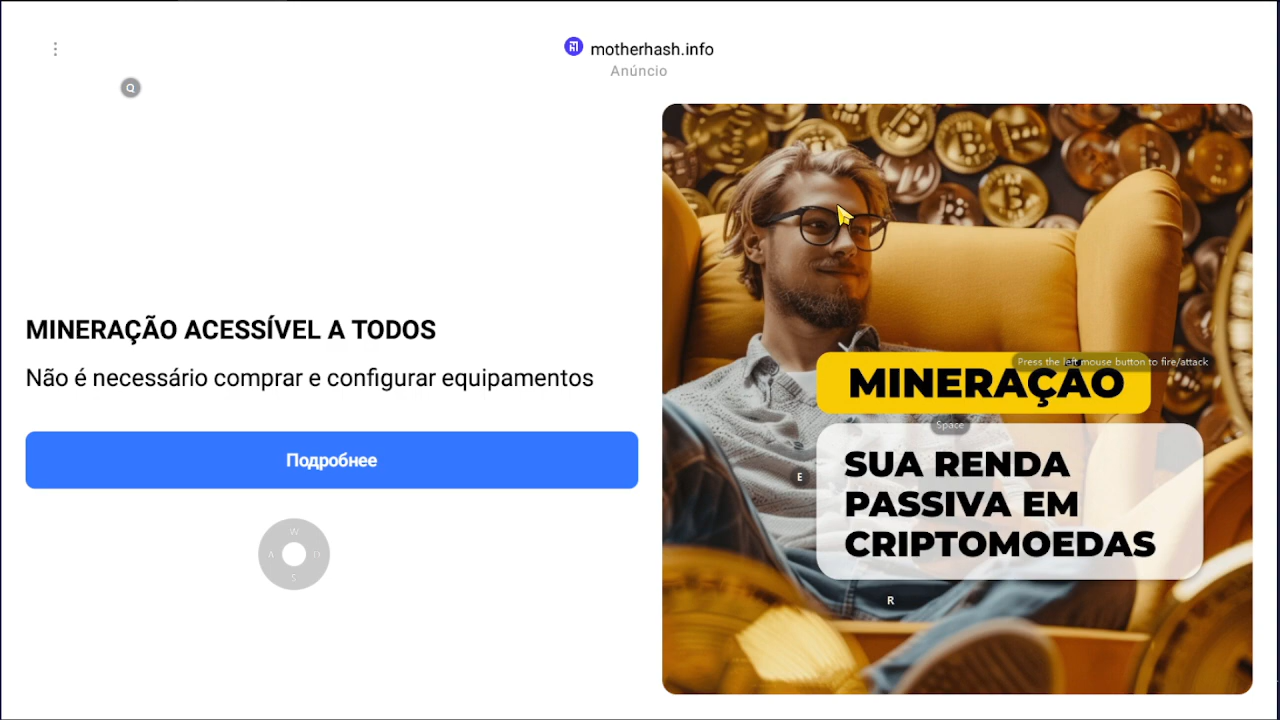 motherhash.info
Anúncio
Q
MINERAÇÃO ACESSÍVEL A TODOS
Não é necessário comprar e configurar equipamentos
Подробнее
W
A D
S
Press the left mouse button to fire/attack
MINERAÇÃO
Space
SUA RENDA
PASSIVA EM
CRIPTOMOEDAS
E
R